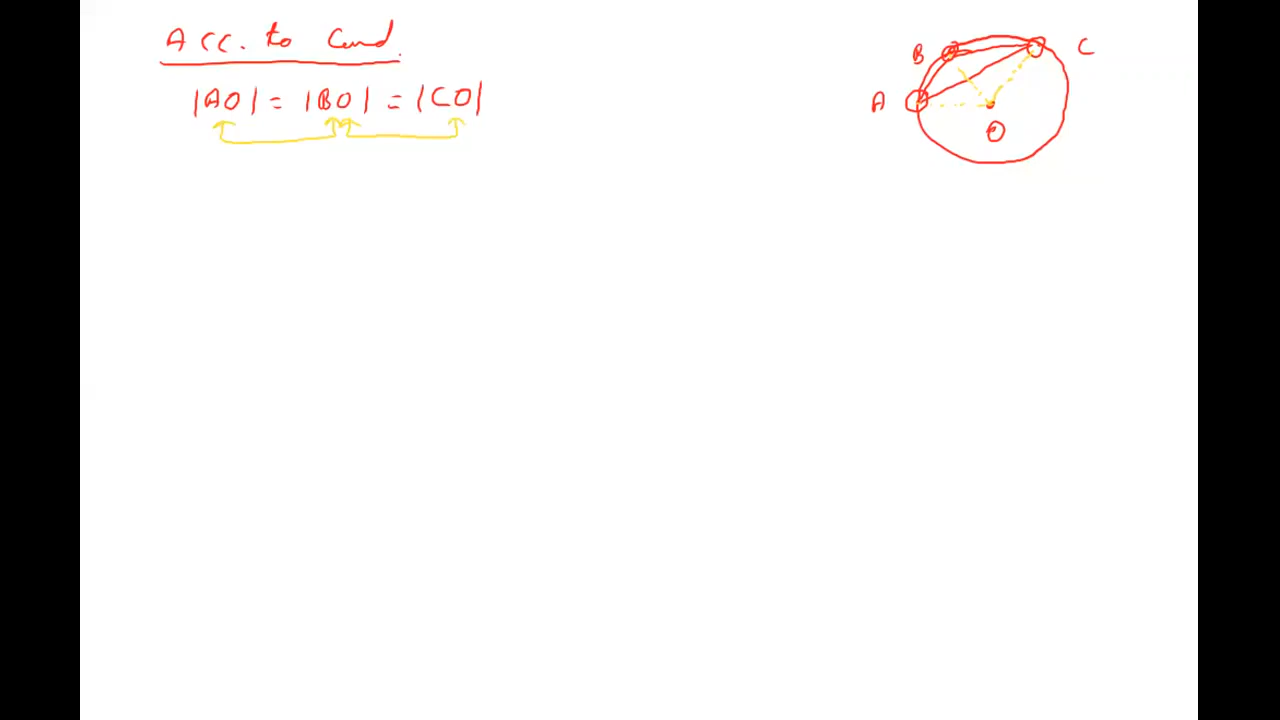 Acc. to Cond.
|AO| = |BO| = |CO|
B
C
A
O